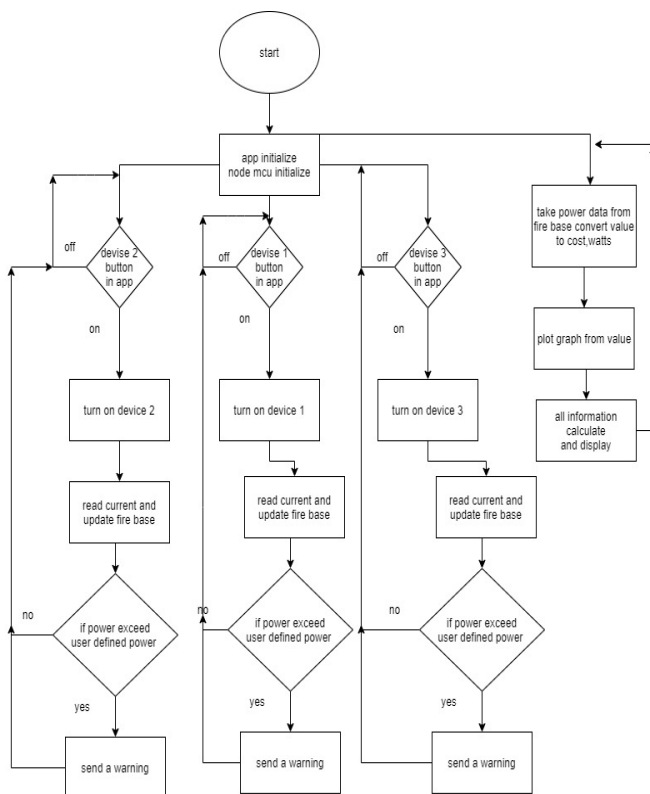 start
app initialize
node mcu initialize
off
devise 2
button
in app
on
turn on device 2
read current and
update fire base
if power exceed
user defined power
no
yes
send a warning
off
devise 1
button
in app
on
turn on device 1
read current and
update fire base
if power exceed
user defined power
no
yes
send a warning
off
devise 3
button
in app
on
turn on device 3
read current and
update fire base
if power exceed
user defined power
no
yes
send a warning
take power data from
fire base convert value
to cost,watts
plot graph from value
all information
calculate
and display